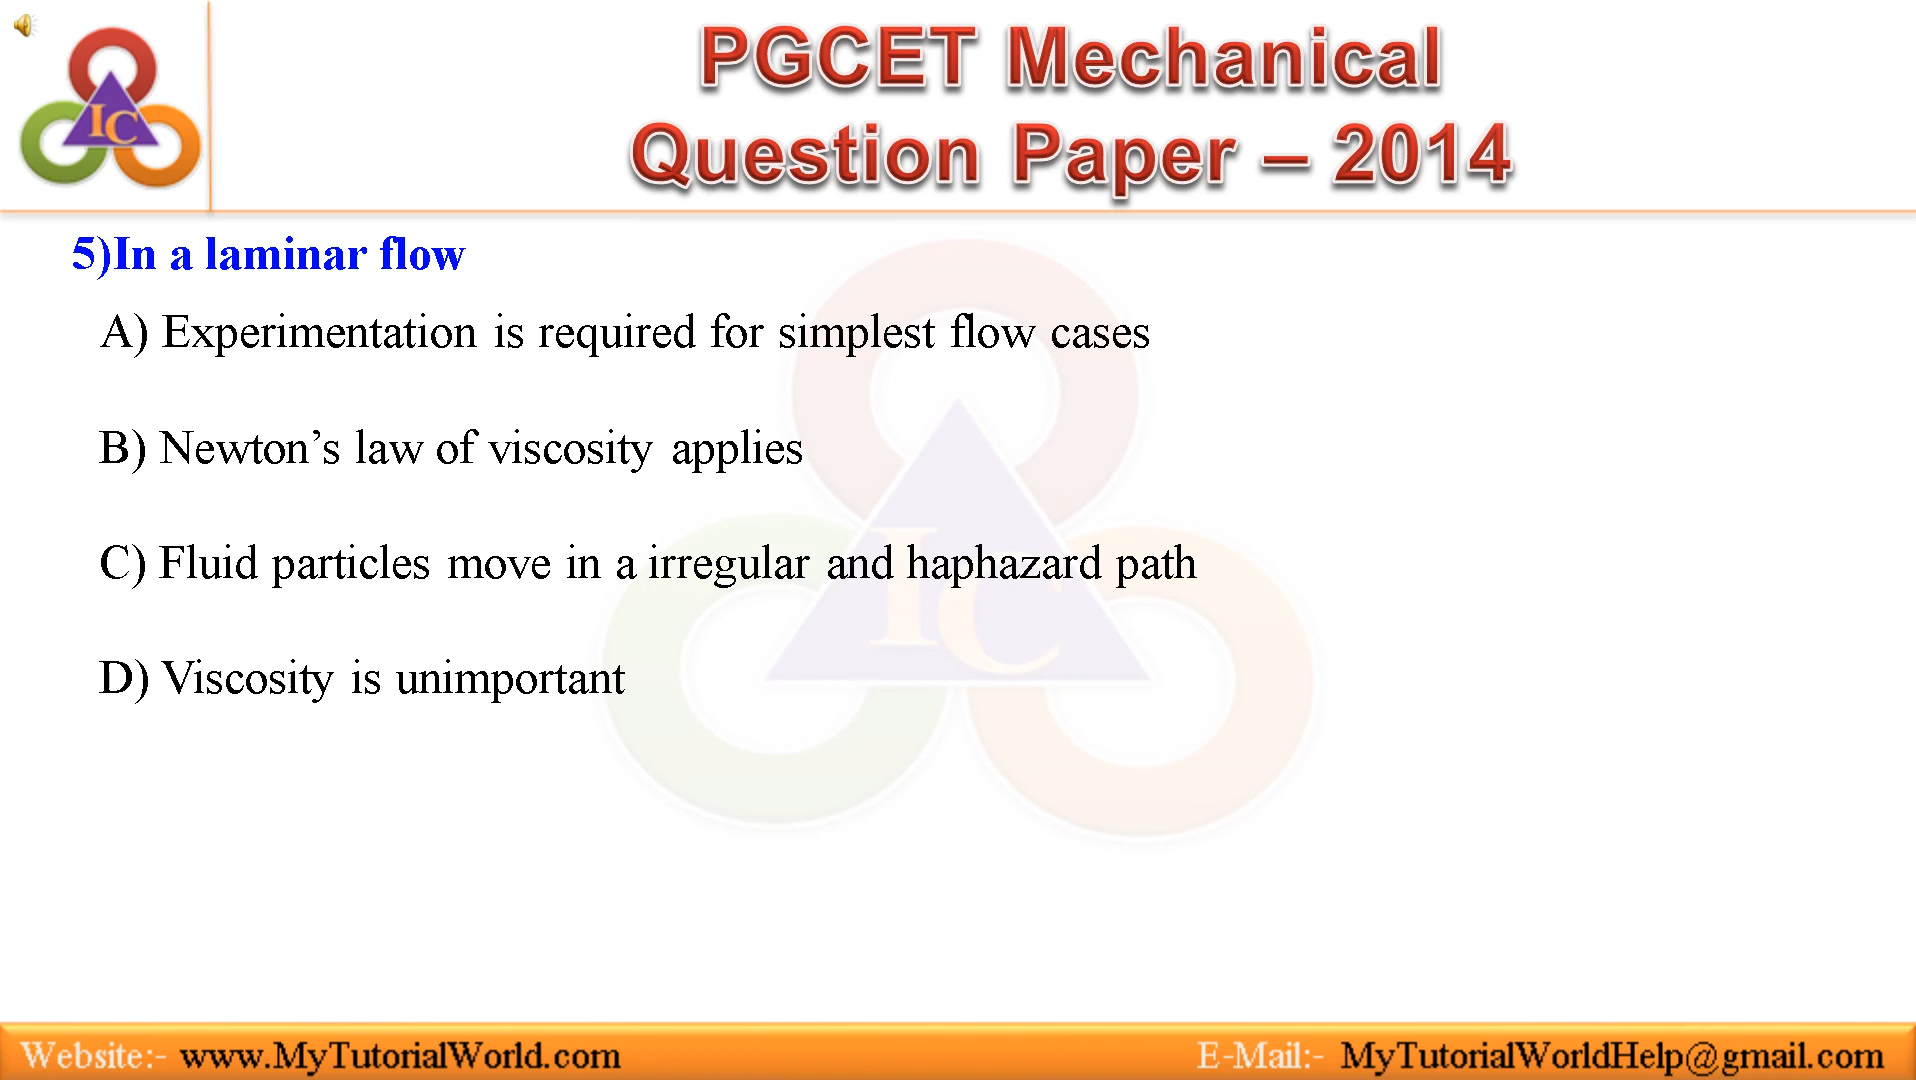 IC
PGCET Mechanical
Question Paper – 2014
5)In a laminar flow
A) Experimentation is required for simplest flow cases
B) Newton’s law of viscosity applies
C) Fluid particles move in a irregular and haphazard path
D) Viscosity is unimportant
IC
Website:- www.MyTutorialWorld.com
E-Mail:- MyTutorialWorldHelp@gmail.com